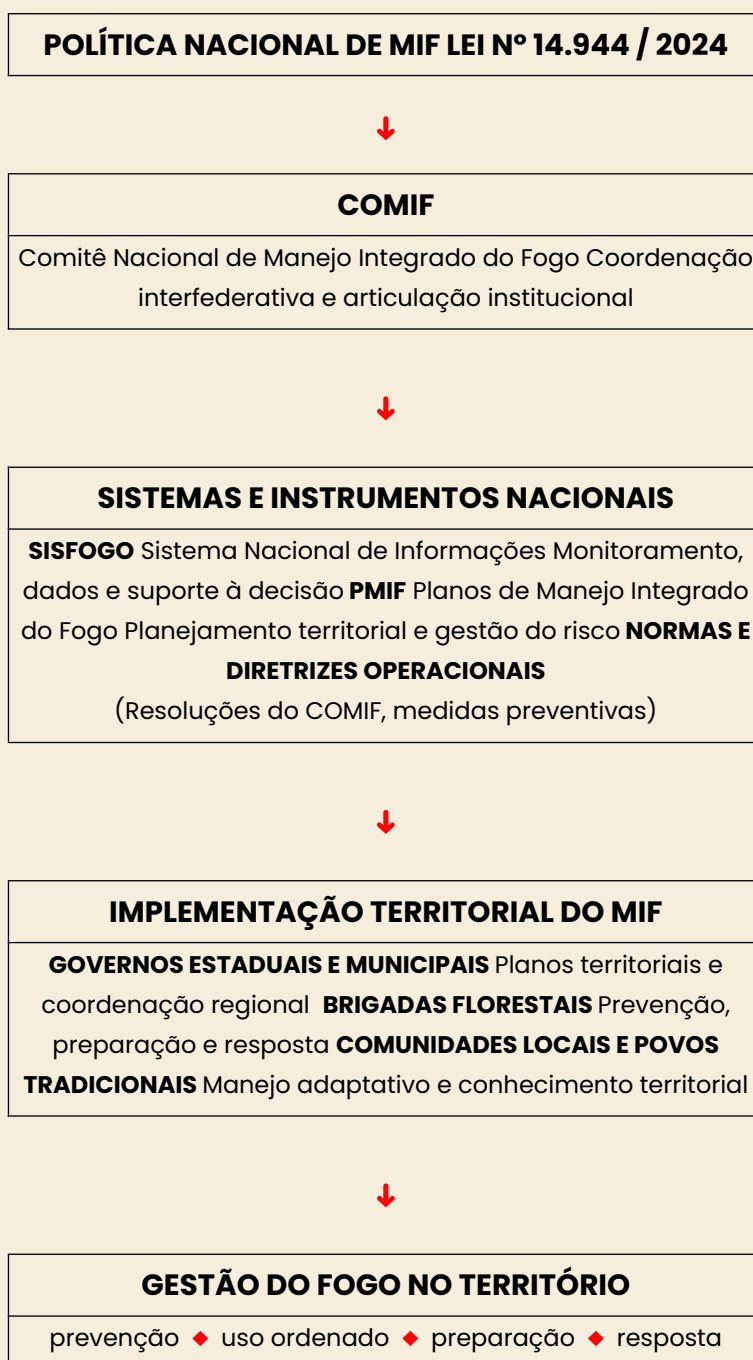 POLÍTICA NACIONAL DE MIF LEI Nº 14.944 / 2024
COMIF
Comitê Nacional de Manejo Integrado do Fogo Coordenação
interfederativa e articulação institucional
SISTEMAS E INSTRUMENTOS NACIONAIS
SISFOGO Sistema Nacional de Informações Monitoramento,
dados e suporte à decisão PMIF Planos de Manejo Integrado
do Fogo Planejamento territorial e gestão do risco NORMAS E
DIRETRIZES OPERACIONAIS
(Resoluções do COMIF, medidas preventivas)
IMPLEMENTAÇÃO TERRITORIAL DO MIF
GOVERNOS ESTADUAIS E MUNICIPAIS Planos territoriais e
coordenação regional BRIGADAS FLORESTAIS Prevenção,
preparação e resposta COMUNIDADES LOCAIS E POVOS
TRADICIONAIS Manejo adaptativo e conhecimento territorial
GESTÃO DO FOGO NO TERRITÓRIO
prevenção ◆ uso ordenado ◆ preparação ◆ resposta